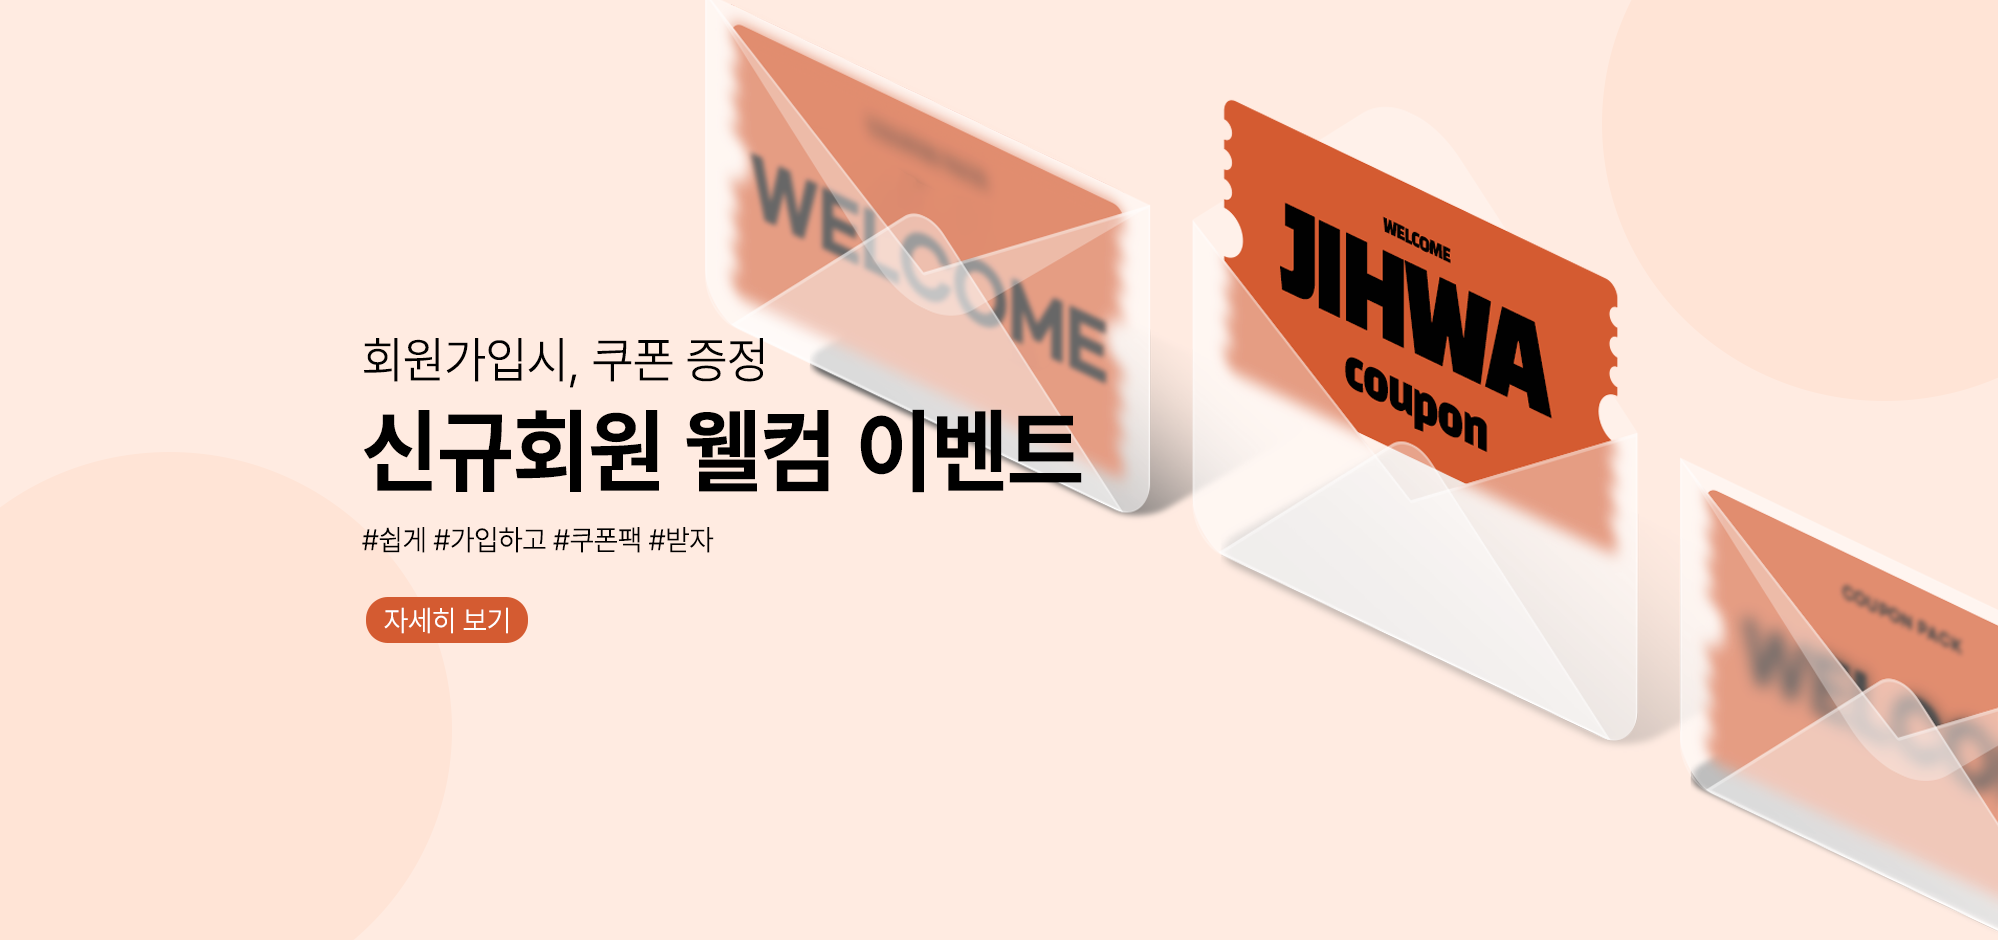 회원가입시, 쿠폰 증정
신규회원 웰컴 이벤트
#쉽게 #가입하고 #쿠폰팩 #받자
자세히 보기
WELCOME
WELCOME
JIHWA
coupon
COUPON PACK
WELCO